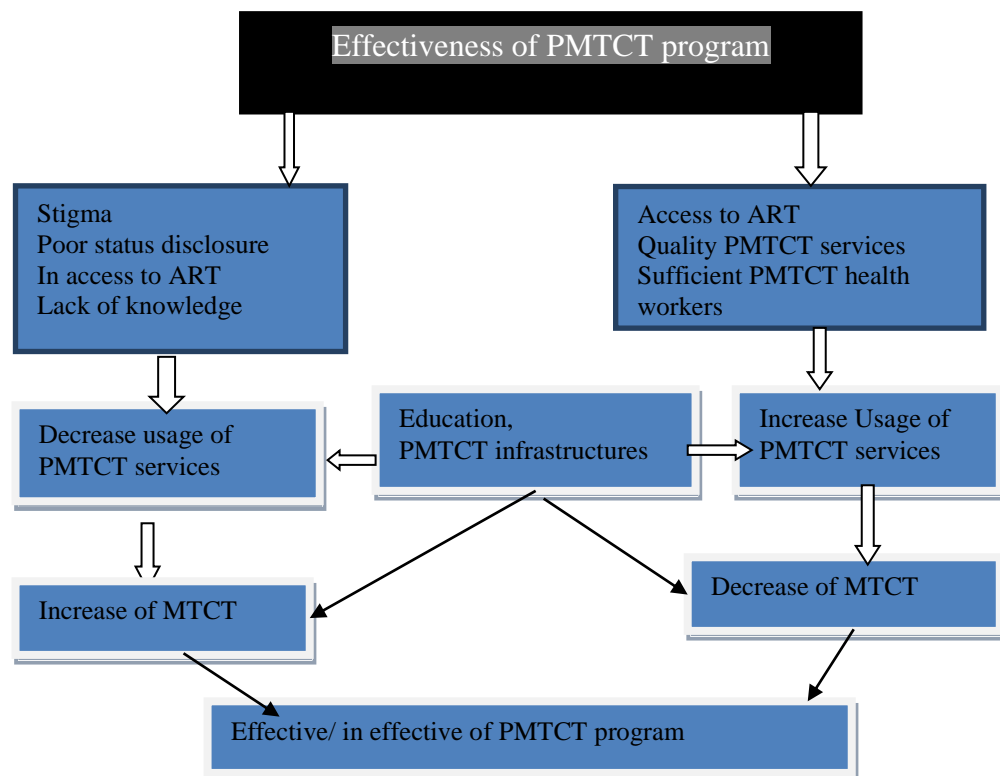 Effectiveness of PMTCT program
Stigma
Poor status disclosure
In access to ART
Lack of knowledge
Access to ART
Quality PMTCT services
Sufficient PMTCT health
workers
Decrease usage of
PMTCT services
Education,
PMTCT infrastructures
Increase Usage of
PMTCT services
Increase of MTCT
Decrease of MTCT
Effective/ in effective of PMTCT program